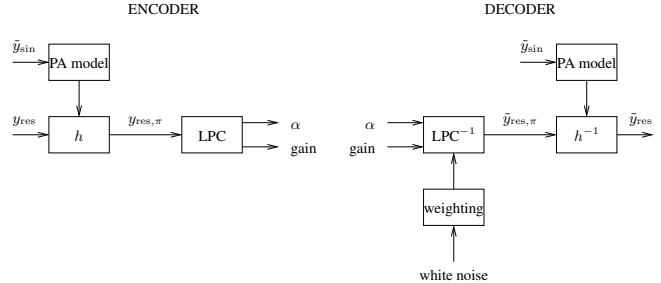 ENCODER
ỹsin
PA model
yres
h
yres,π
LPC
α
gain
DECODER
ỹsin
PA model
α
gain
LPC−1
ỹres,π
h−1
ỹres
weighting
white noise